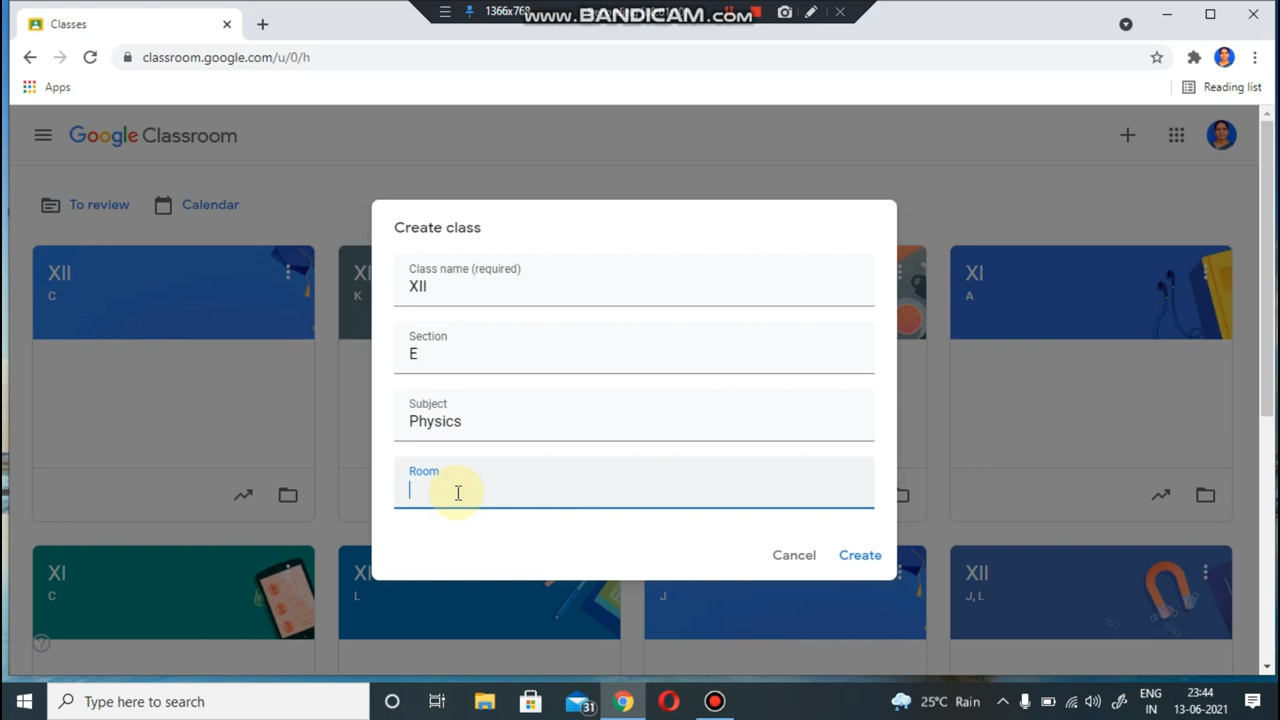 Classes
1366x768
www.BANDICAM.com
classroom.google.com/u/0/h
Apps
Reading list
Google Classroom
To review
Calendar
XII
C
XI
K
XI
A
Create class
Class name (required)
XII
Section
E
Subject
Physics
Room
Cancel
Create
XI
C
XI
L
J
XII
J, L
Type here to search
31
25°C Rain
ENG
IN
23:44
13-06-2021